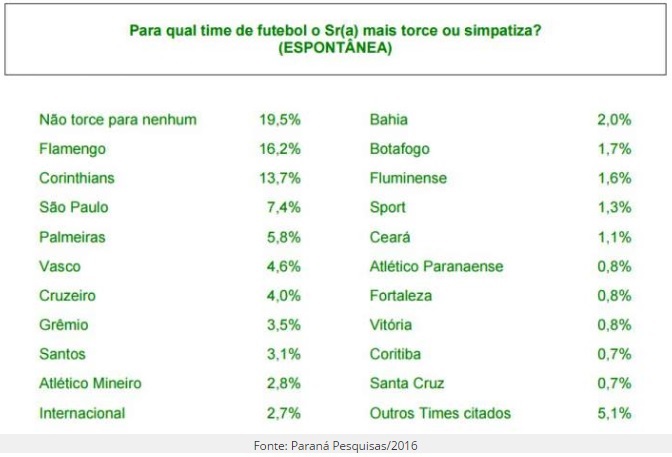 Para qual time de futebol o Sr(a) mais torce ou simpatiza?
(ESPONTÂNEA)
Não torce para nenhum 19,5%
Flamengo 16,2%
Corinthians 13,7%
São Paulo 7,4%
Palmeiras 5,8%
Vasco 4,6%
Cruzeiro 4,0%
Grêmio 3,5%
Santos 3,1%
Atlético Mineiro 2,8%
Internacional 2,7%
Bahia 2,0%
Botafogo 1,7%
Fluminense 1,6%
Sport 1,3%
Ceará 1,1%
Atlético Paranaense 0,8%
Fortaleza 0,8%
Vitória 0,8%
Coritiba 0,7%
Santa Cruz 0,7%
Outros Times citados 5,1%
Fonte: Paraná Pesquisas/2016